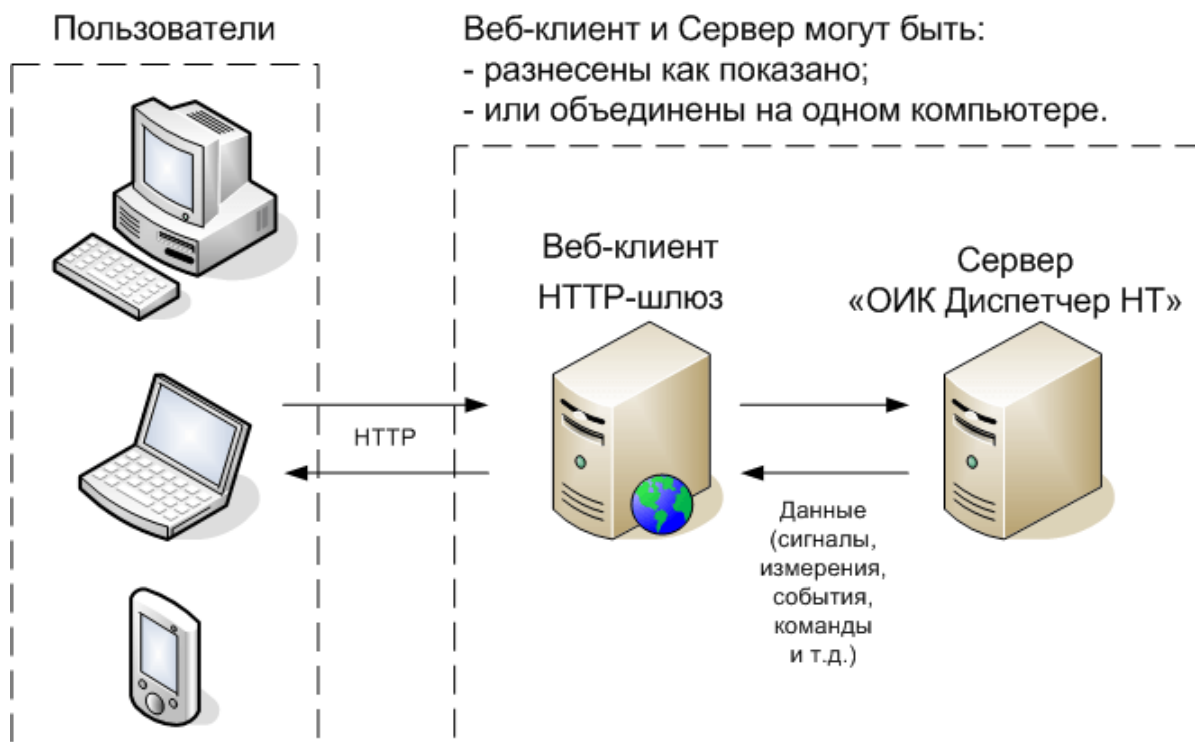 Пользователи
Веб-клиент и Сервер могут быть:
- разнесены как показано;
- или объединены на одном компьютере.
Веб-клиент
HTTP-шлюз
Сервер
«ОИК Диспетчер НТ»
HTTP
Данные
(сигналы,
измерения,
события,
команды
и т.д.)